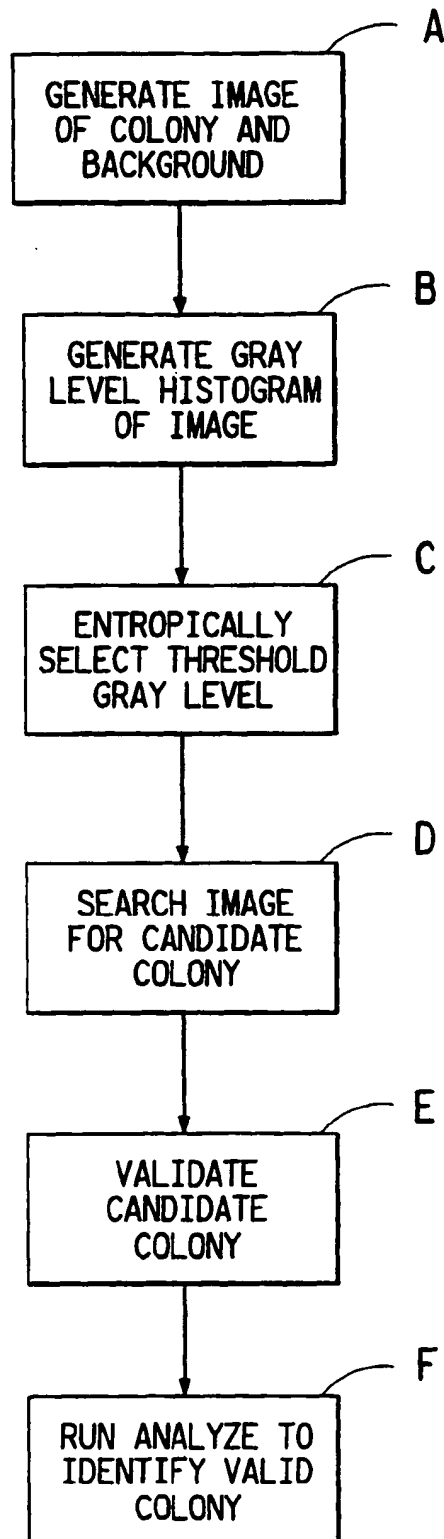 A
GENERATE IMAGE
OF COLONY AND
BACKGROUND
B
GENERATE GRAY
LEVEL HISTOGRAM
OF IMAGE
C
ENTROPICALLY
SELECT THRESHOLD
GRAY LEVEL
D
SEARCH IMAGE
FOR CANDIDATE
COLONY
E
VALIDATE
CANDIDATE
COLONY
F
RUN ANALYZE TO
IDENTIFY VALID
COLONY